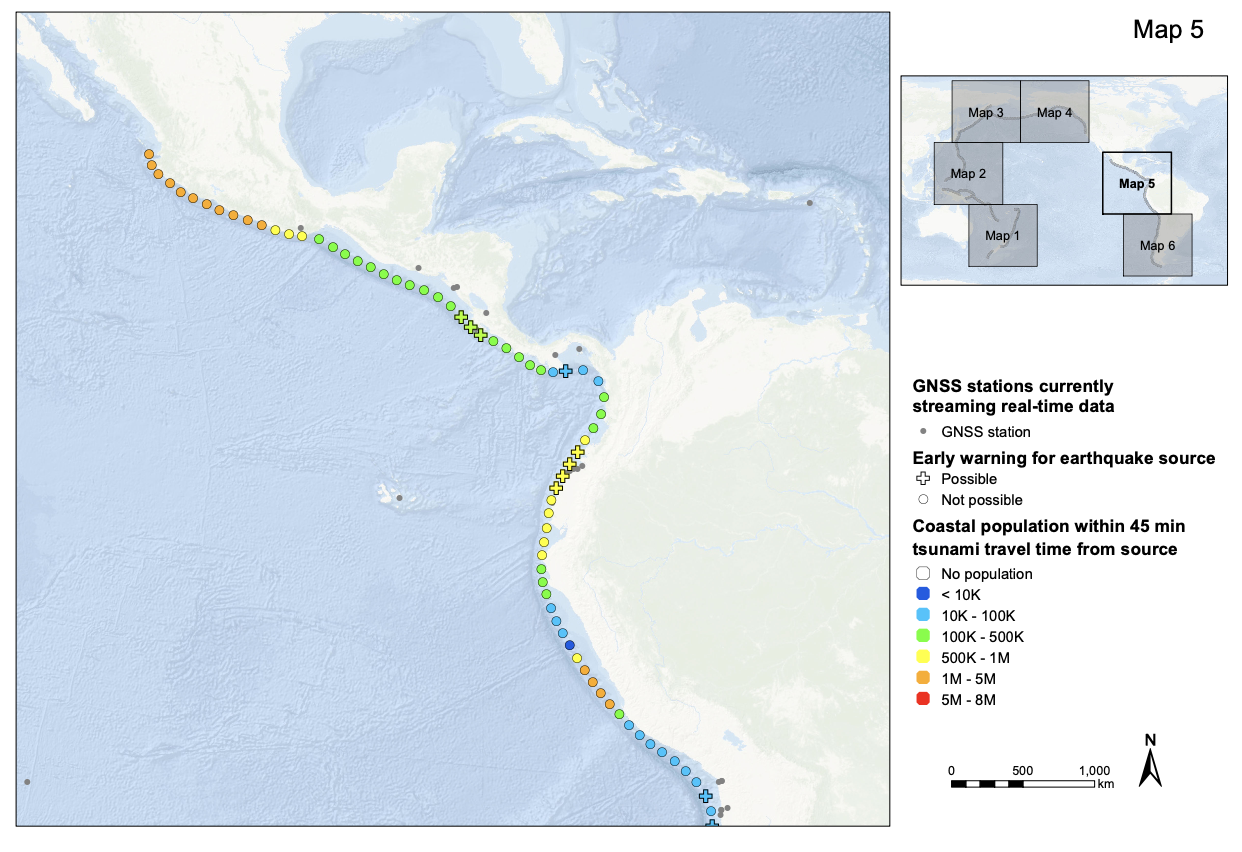 Map 5
Map 3
Map 4
Map 2
Map 5
Map 1
Map 6
GNSS stations currently
streaming real-time data
GNSS station
Early warning for earthquake source
Possible
Not possible
Coastal population within 45 min
tsunami travel time from source
No population
< 10K
10K - 100K
100K - 500K
500K - 1M
1M - 5M
5M - 8M
N
0 500 1,000
km